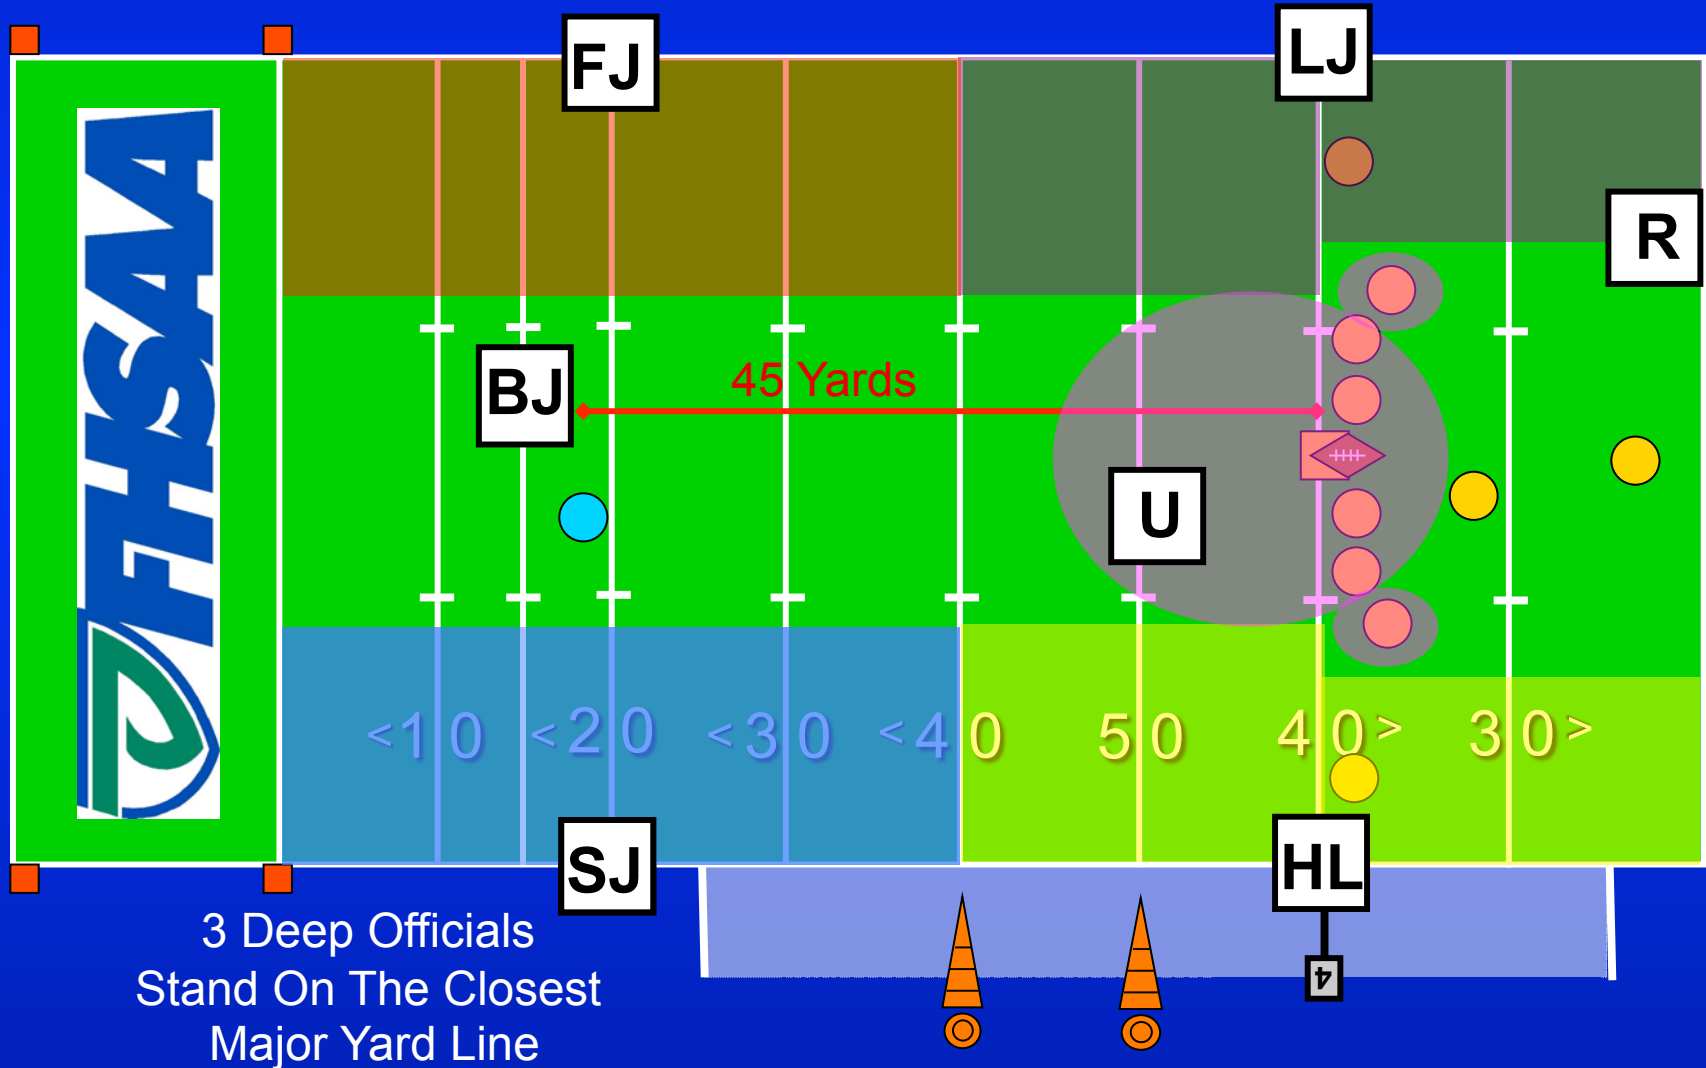 FJ
LJ
R
45 Yards
BJ
U
FHSAA
<10 <20 <30 <40 50 40> 30>
SJ
HL
4
3 Deep Officials
Stand On The Closest
Major Yard Line